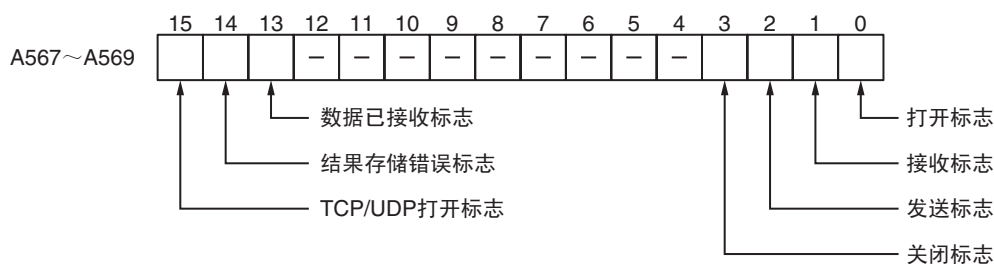 15 14 13 12 11 10 9 8 7 6 5 4 3 2 1 0
A567～A569 – – – – – – – – –
数据已接收标志 打开标志
结果存储错误标志 接收标志
TCP/UDP打开标志 发送标志
关闭标志